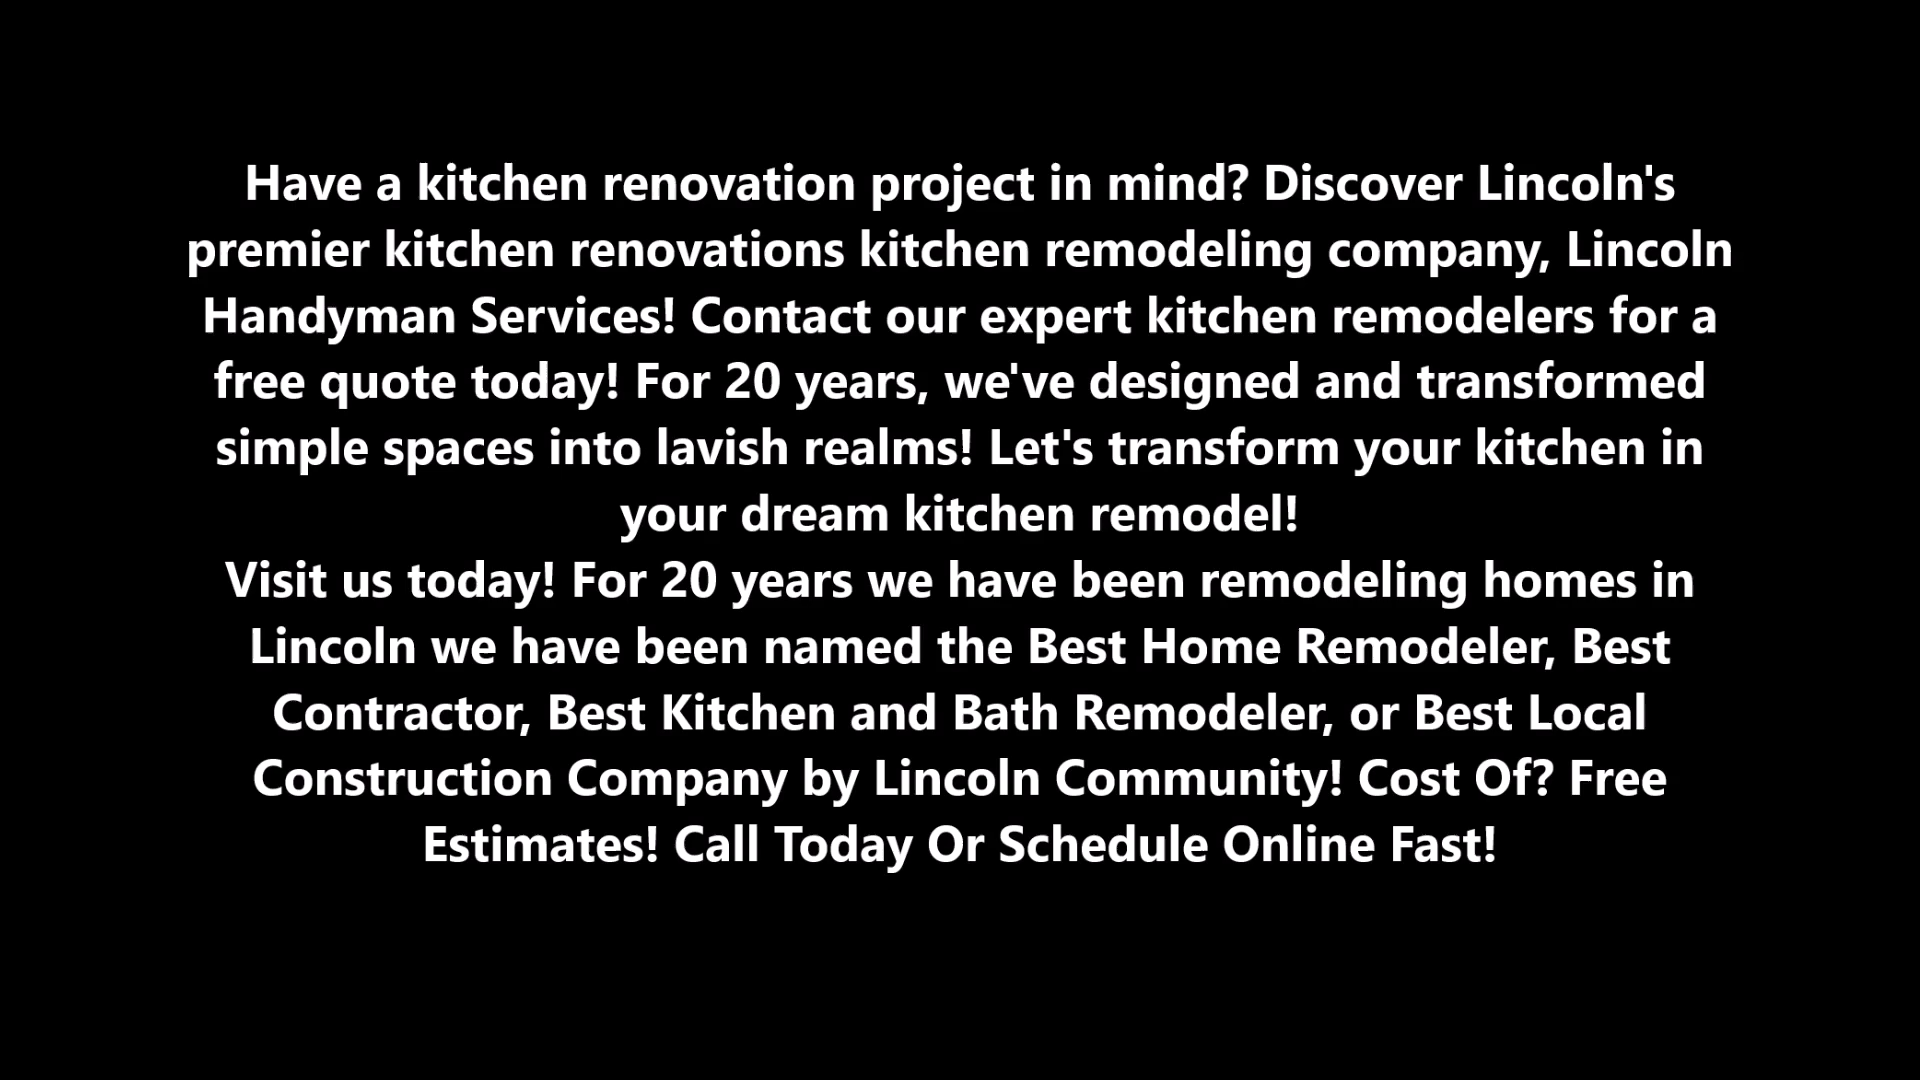 Have a kitchen renovation project in mind? Discover Lincoln's
premier kitchen renovations kitchen remodeling company, Lincoln
Handyman Services! Contact our expert kitchen remodelers for a
free quote today! For 20 years, we've designed and transformed
simple spaces into lavish realms! Let's transform your kitchen in
your dream kitchen remodel!
Visit us today! For 20 years we have been remodeling homes in
Lincoln we have been named the Best Home Remodeler, Best
Contractor, Best Kitchen and Bath Remodeler, or Best Local
Construction Company by Lincoln Community! Cost Of? Free
Estimates! Call Today Or Schedule Online Fast!